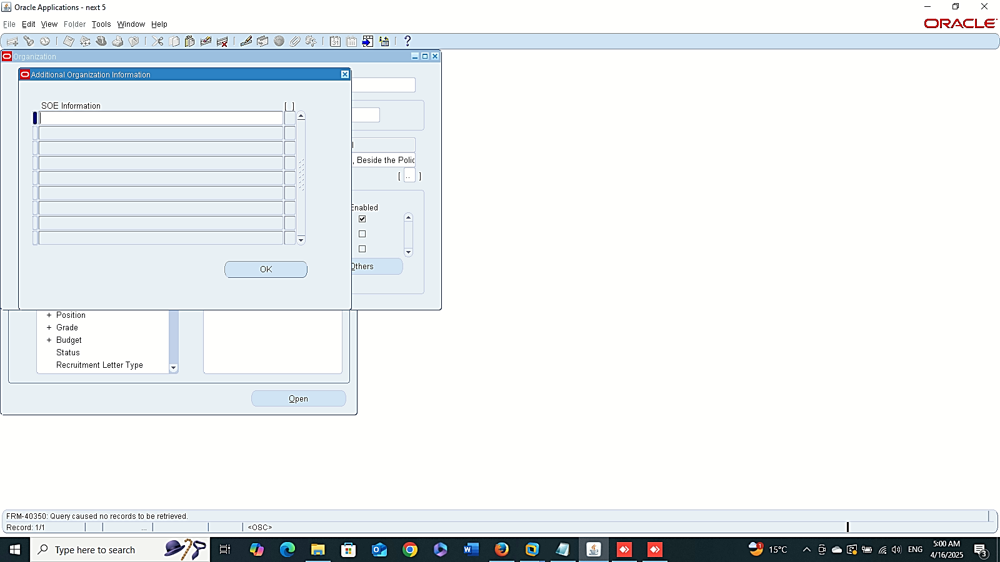 Oracle Applications - next 5
File Edit View Folder Tools Window Help
ORACLE
Organization
Additional Organization Information
SOE Information [ ]
, Beside the Polic
[ .. ]
Enabled
OK
Others
+ Position
+ Grade
+ Budget
Status
Recruitment Letter Type
Open
FRM-40350: Query caused no records to be retrieved.
Record: 1/1 ... <OSC>
Type here to search
15°C
ENG
5:00 AM
4/16/2025
3